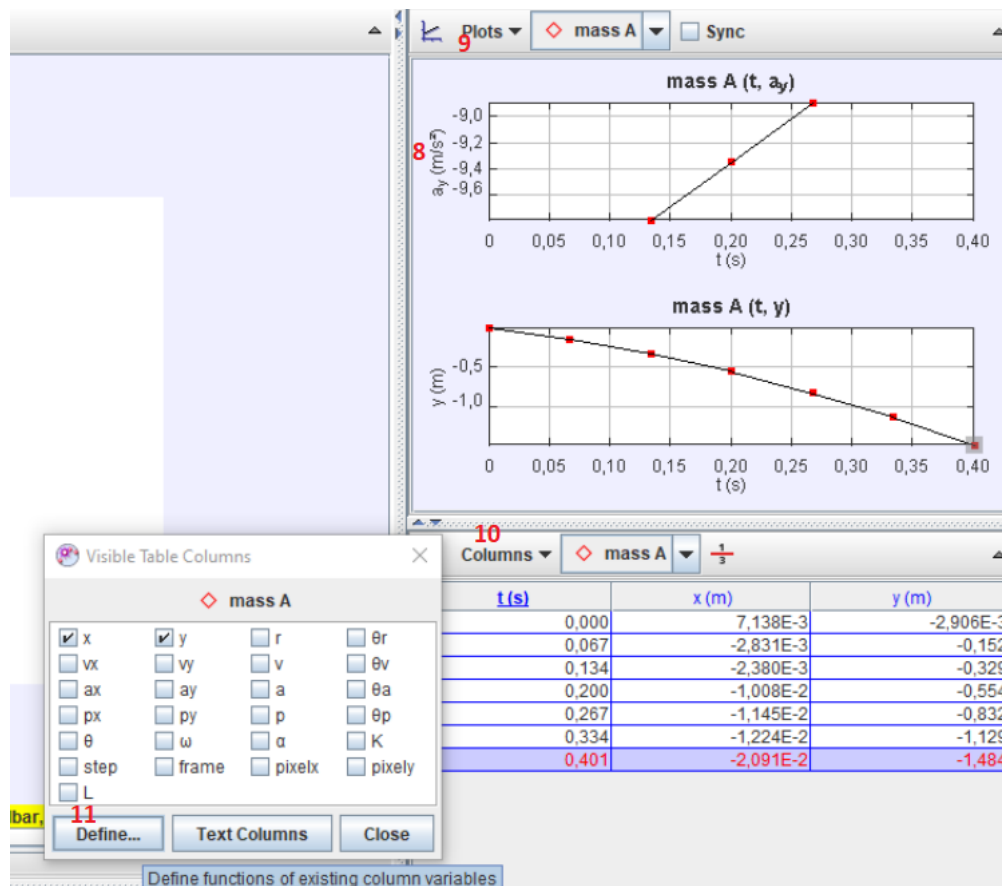 Plots mass A Sync
9
mass A (t, ay)
-9,0
-9,2
-9,4
-9,6
ay (m/s²)
8
0 0,05 0,10 0,15 0,20 0,25 0,30 0,35 0,40
t (s)
mass A (t, y)
-0,5
-1,0
y (m)
0 0,05 0,10 0,15 0,20 0,25 0,30 0,35 0,40
t (s)
10
Columns mass A 1/3
t (s) x (m) y (m)
0,000 7,138E-3 -2,906E-3
0,067 -2,831E-3 -0,152
0,134 -2,380E-3 -0,329
0,200 -1,008E-2 -0,554
0,267 -1,145E-2 -0,832
0,334 -1,224E-2 -1,129
0,401 -2,091E-2 -1,484
Visible Table Columns
mass A
x y r θr
vx vy v θv
ax ay a θa
px py p θp
θ ω α K
step frame pixelx pixely
L
11
lbar,
Define... Text Columns Close
Define functions of existing column variables